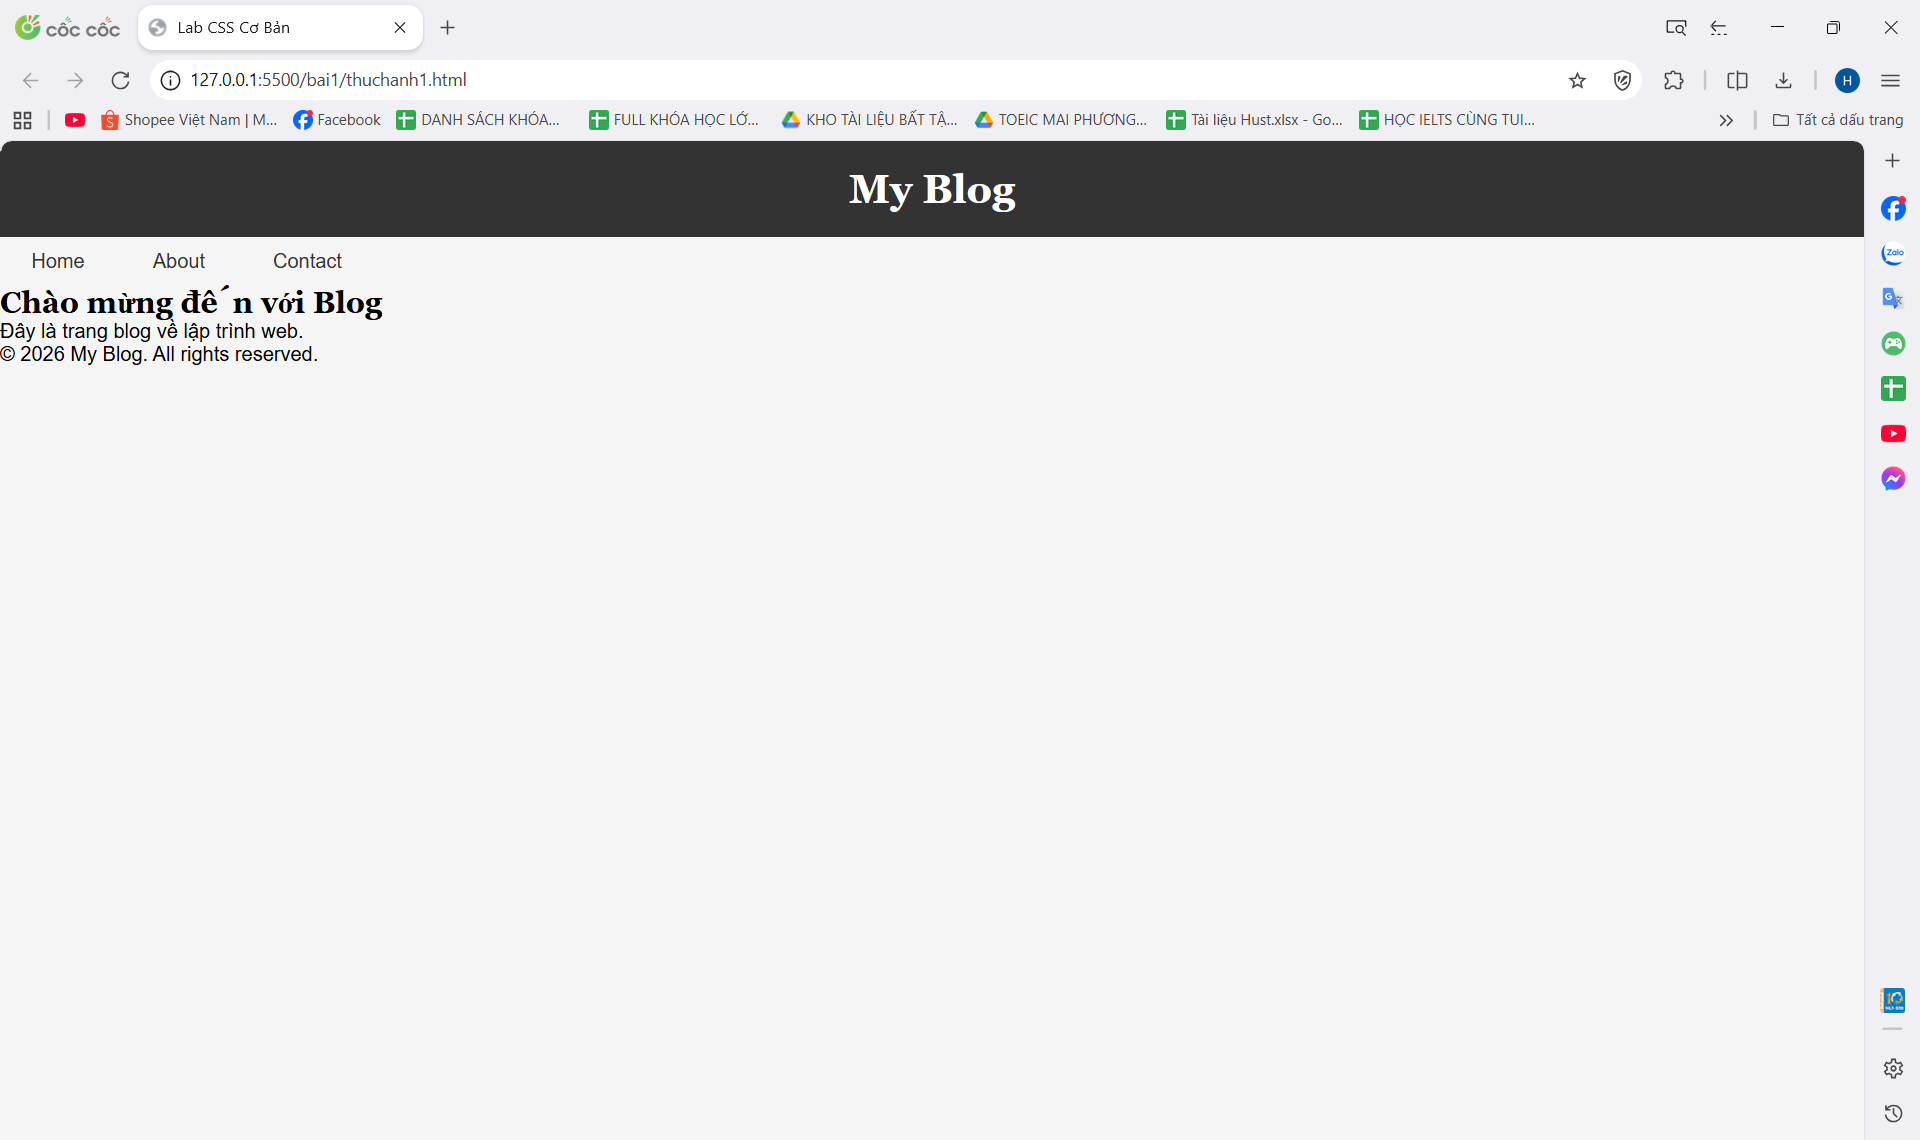 cốc cốc
Lab CSS Cơ Bản
127.0.0.1:5500/bai1/thuchanh1.html
H
Shopee Việt Nam | M...
Facebook
DANH SÁCH KHÓA...
FULL KHÓA HỌC LỚ...
KHO TÀI LIỆU BẤT TẬ...
TOEIC MAI PHƯƠNG...
Tài liệu Hust.xlsx - Go...
HỌC IELTS CÙNG TUI...
Tất cả dấu trang
My Blog
Home About Contact
Chào mừng đến với Blog
Đây là trang blog về lập trình web.
© 2026 My Blog. All rights reserved.
Zalo